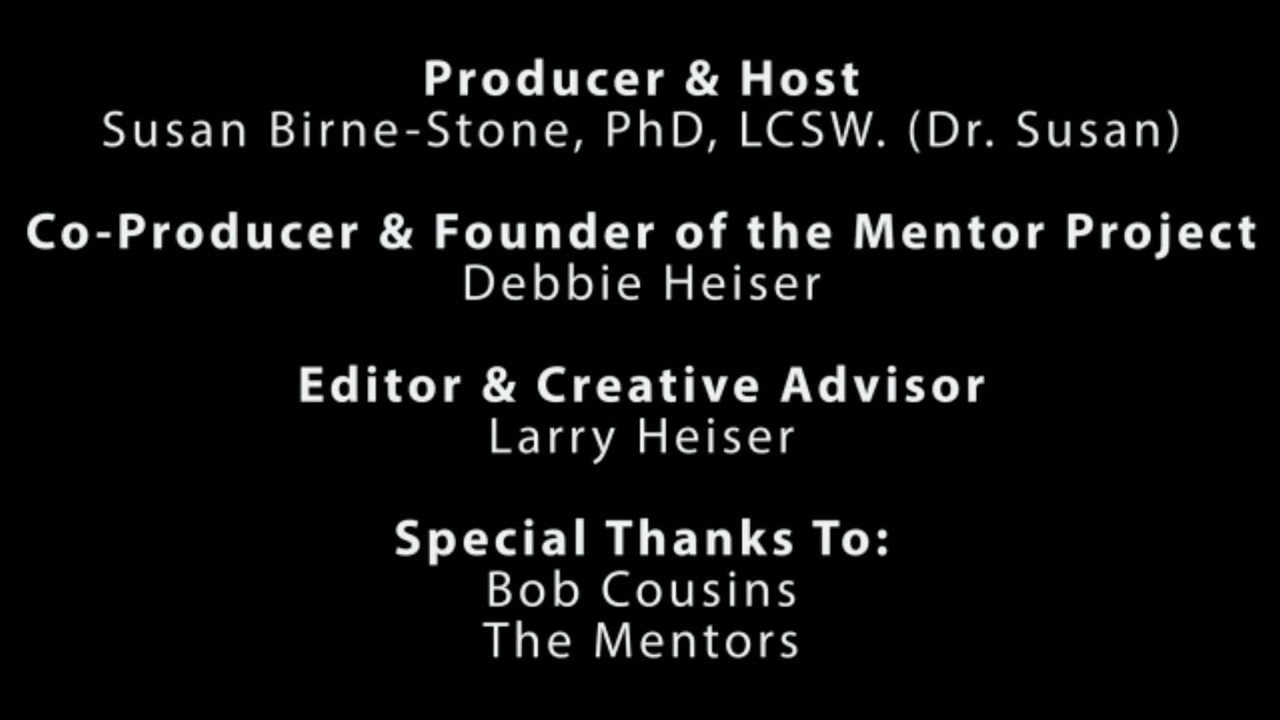 Producer & Host
Susan Birne-Stone, PhD, LCSW. (Dr. Susan)
Co-Producer & Founder of the Mentor Project
Debbie Heiser
Editor & Creative Advisor
Larry Heiser
Special Thanks To:
Bob Cousins
The Mentors